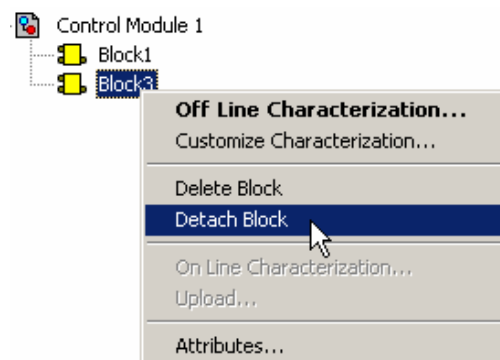 Control Module 1
Block1
Block3
Off Line Characterization...
Customize Characterization...
Delete Block
Detach Block
On Line Characterization...
Upload...
Attributes...